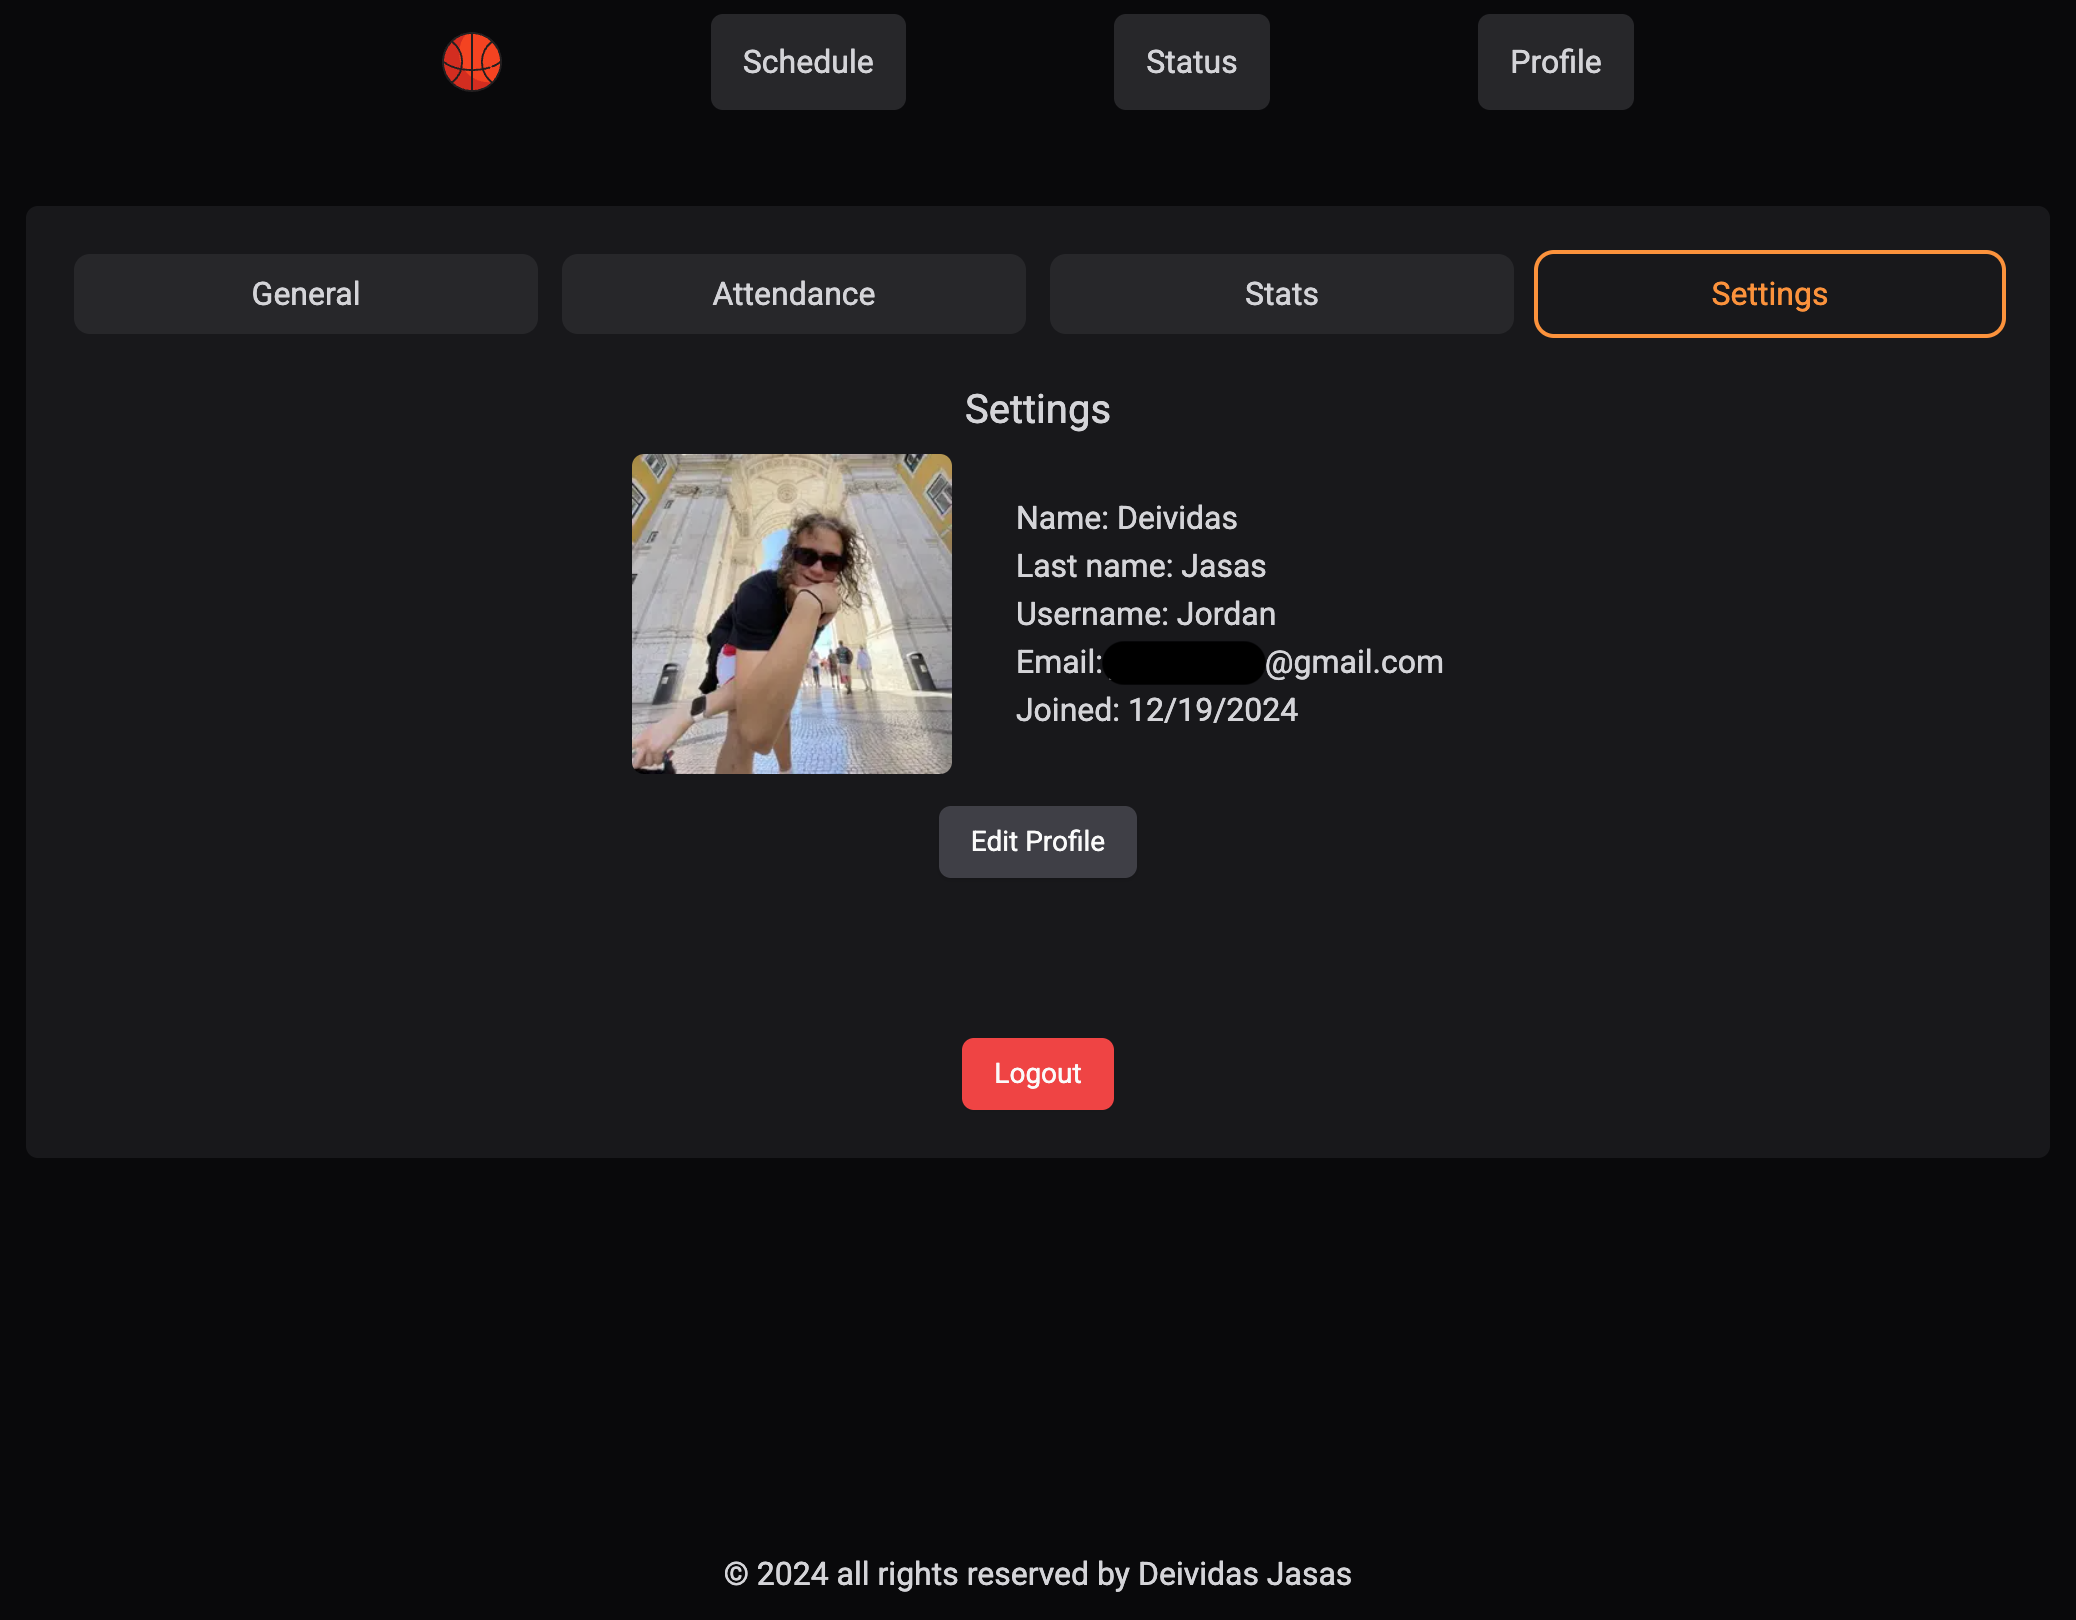 Schedule
Status
Profile
General
Attendance
Stats
Settings
Settings
Name: Deividas
Last name: Jasas
Username: Jordan
Email: @gmail.com
Joined: 12/19/2024
Edit Profile
Logout
© 2024 all rights reserved by Deividas Jasas